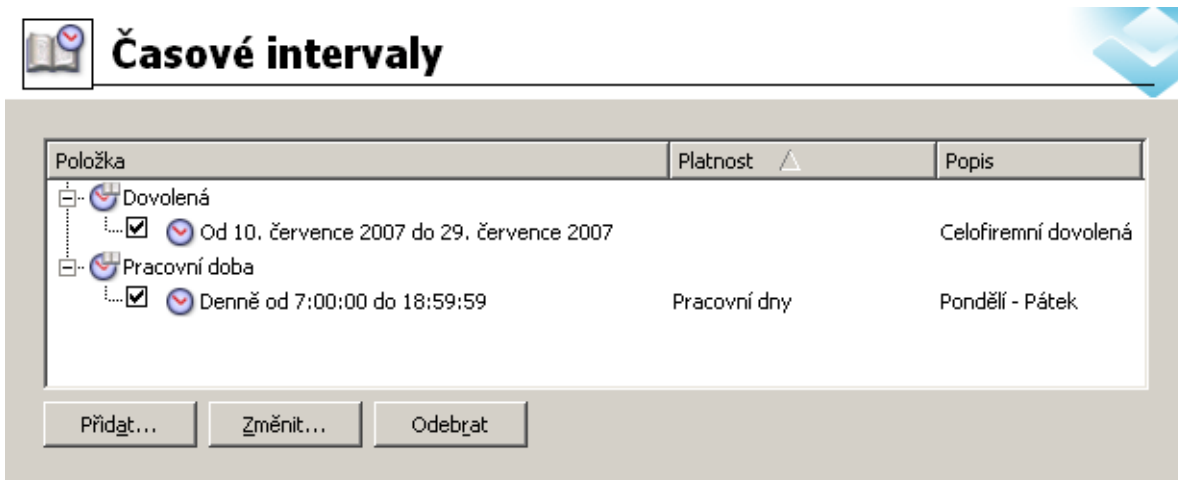 Časové intervaly
Položka Platnost Popis
Dovolená
Od 10. července 2007 do 29. července 2007 Celofiremní dovolená
Pracovní doba
Denně od 7:00:00 do 18:59:59 Pracovní dny Pondělí - Pátek
Přidat... Změnit... Odebrat